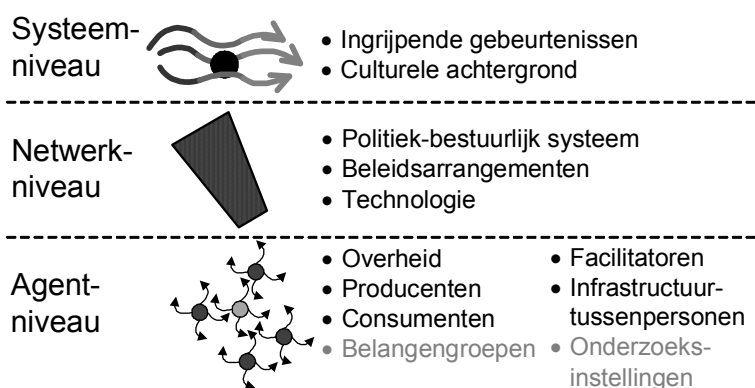 Systeem-
niveau
• Ingrijpende gebeurtenissen
• Culturele achtergrond
Netwerk-
niveau
• Politiek-bestuurlijk systeem
• Beleidsarrangementen
• Technologie
Agent-
niveau
• Overheid
• Producenten
• Consumenten
• Belangengroepen
• Facilitatoren
• Infrastructuur-
tussenpersonen
• Onderzoeks-
instellingen